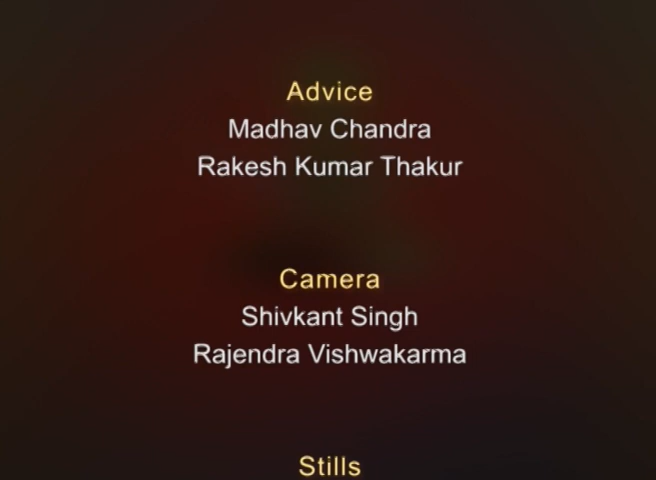 Advice
Madhav Chandra
Rakesh Kumar Thakur
Camera
Shivkant Singh
Rajendra Vishwakarma
Stills